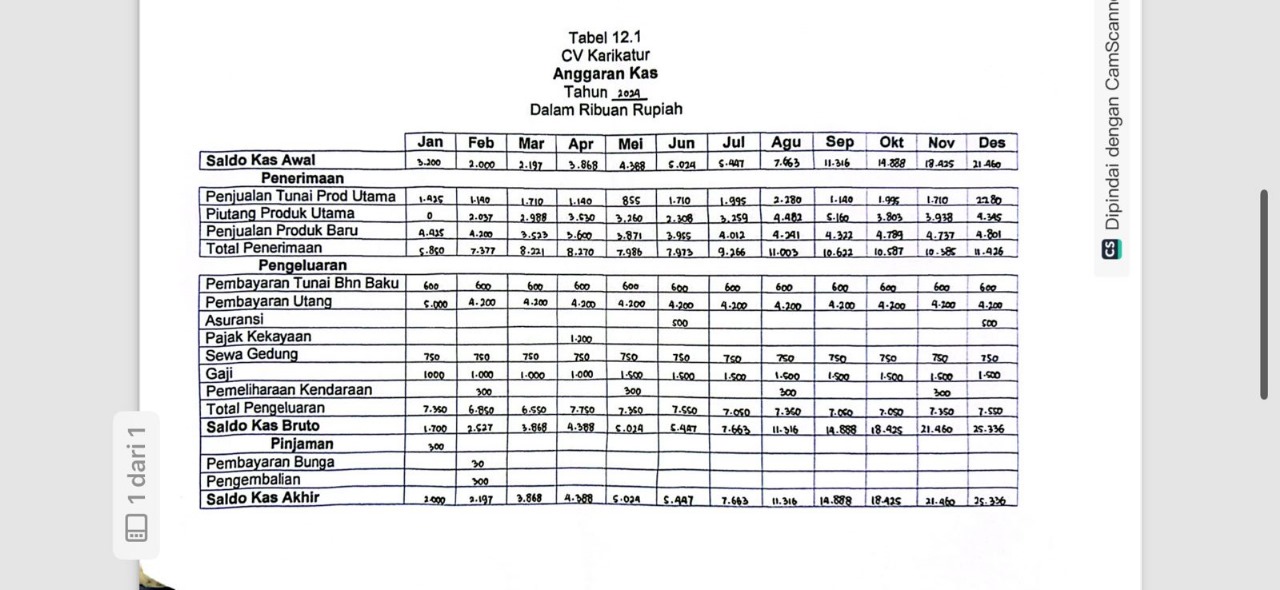 Tabel 12.1
CV Karikatur
Anggaran Kas
Tahun 2024
Dalam Ribuan Rupiah
Jan Feb Mar Apr Mei Jun Jul Agu Sep Okt Nov Des
Saldo Kas Awal 3.200 2.000 2.197 3.868 4.388 5.024 5.447 7.663 11.316 14.888 18.425 21.460
Penerimaan
Penjualan Tunai Prod Utama 1.425 1.140 1.710 1.140 855 1.710 1.995 2.280 1.140 1.995 1.710 2280
Piutang Produk Utama 0 2.037 2.988 3.530 3.260 2.308 3.259 4.482 5.160 3.803 3.938 4.345
Penjualan Produk Baru 4.425 4.200 3.523 3.600 3.871 3.955 4.012 4.241 4.322 4.789 4.737 4.801
Total Penerimaan 5.850 7.377 8.221 8.270 7.986 7.973 9.266 11.003 10.622 10.587 10.385 11.426
Pengeluaran
Pembayaran Tunai Bhn Baku 600 600 600 600 600 600 600 600 600 600 600 600
Pembayaran Utang 5.000 4.200 4.200 4.200 4.200 4.200 4.200 4.200 4.200 4.200 4.200 4.200
Asuransi 500 500
Pajak Kekayaan 1.200
Sewa Gedung 750 750 750 750 750 750 750 750 750 750 750 750
Gaji 1000 1.000 1.000 1.000 1.500 1.500 1.500 1.500 1.500 1.500 1.500 1.500
Pemeliharaan Kendaraan 300 300 300 300
Total Pengeluaran 7.350 6.850 6.550 7.750 7.350 7.550 7.050 7.350 7.050 7.050 7.350 7.550
Saldo Kas Bruto 1.700 2.527 3.868 4.388 5.024 5.447 7.663 11.316 14.888 18.425 21.460 25.336
Pinjaman 300
Pembayaran Bunga 30
Pengembalian 300
Saldo Kas Akhir 2.000 2.197 3.868 4.388 5.024 5.447 7.663 11.316 14.888 18.425 21.460 25.336
CS Dipindai dengan CamScann
1 dari 1